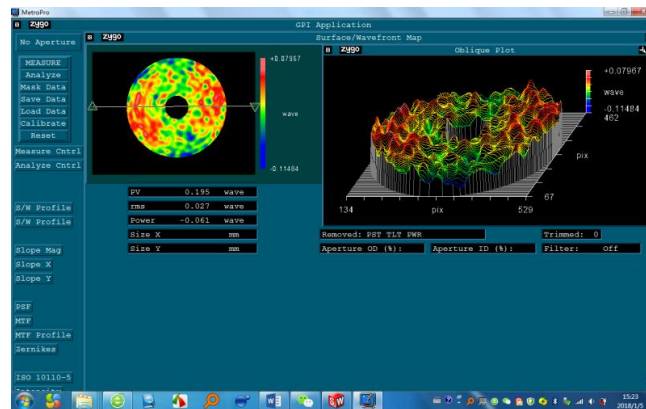 MetroPro
zygo
GPI Application
No Aperture
MEASURE
Analyze
Mask Data
Save Data
Load Data
Calibrate
Reset
Measure Cntrl
Analyze Cntrl
S/W Profile
S/W Profile
Slope Mag
Slope X
Slope Y
PSF
MTF
MTF Profile
Zernikes
ISO 10110-5
zygo
Surface/Wavefront Map
+0.07967
wave
-0.11484
PV 0.195 wave
rms 0.027 wave
Power -0.061 wave
Size X mm
Size Y mm
zygo
Oblique Plot
+0.07967
wave
-0.11484
462
pix
67
134
pix
529
Removed: PST TLT PWR
Trimmed: 0
Aperture OD (%):
Aperture ID (%):
Filter: Off
15:23
2018/1/5